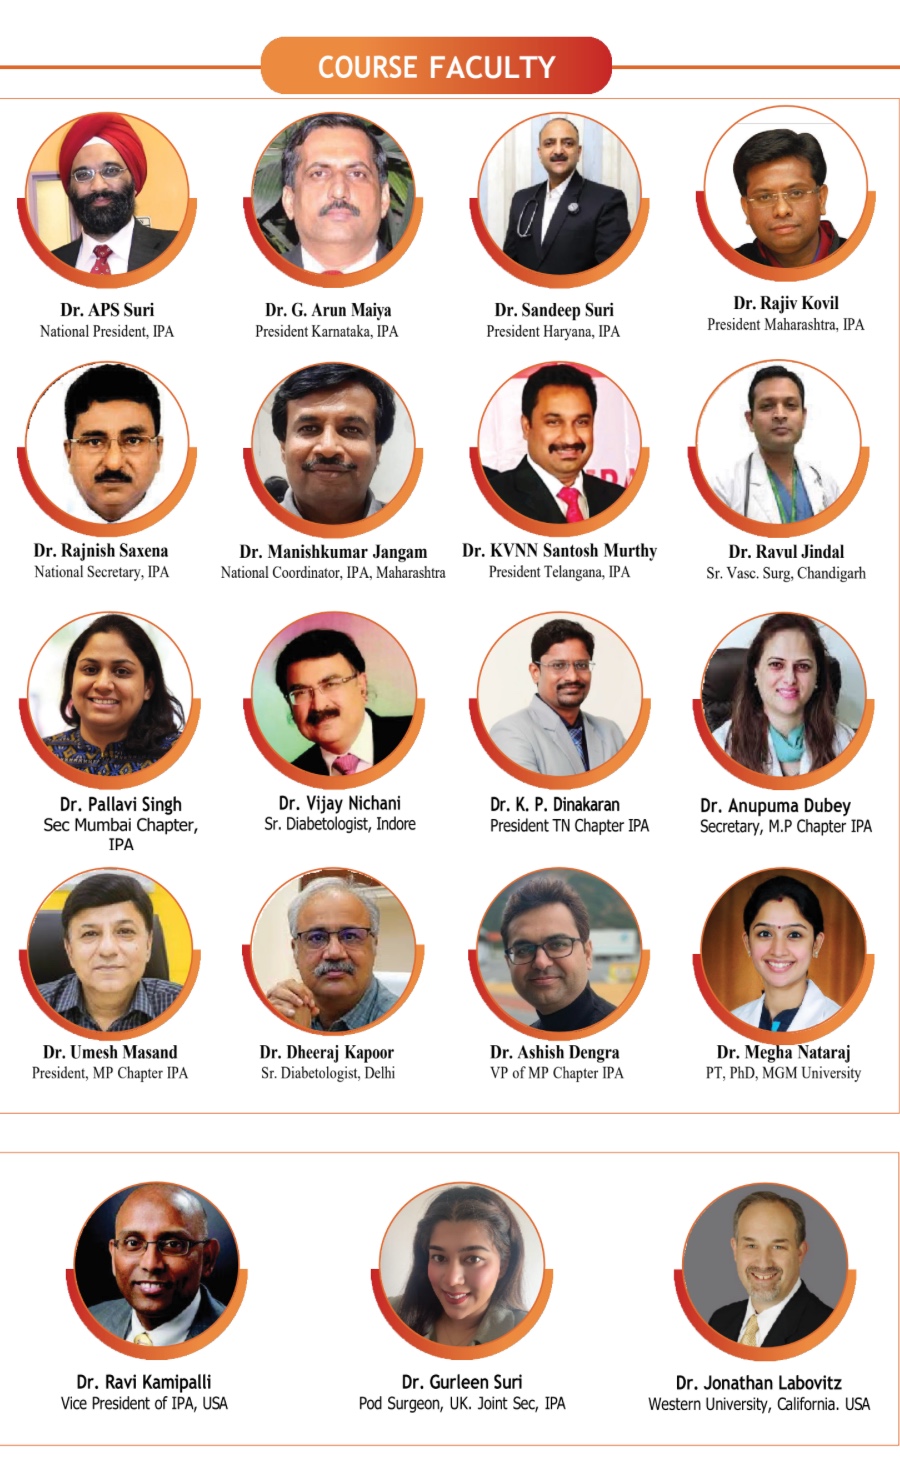 COURSE FACULTY
Dr. APS Suri
National President, IPA
Dr. G. Arun Maiya
President Karnataka, IPA
Dr. Sandeep Suri
President Haryana, IPA
Dr. Rajiv Kovil
President Maharashtra, IPA
Dr. Rajnish Saxena
National Secretary, IPA
Dr. Manishkumar Jangam
National Coordinator, IPA, Maharashtra
Dr. KVNN Santosh Murthy
President Telangana, IPA
Dr. Ravul Jindal
Sr. Vasc. Surg, Chandigarh
Dr. Pallavi Singh
Sec Mumbai Chapter,
IPA
Dr. Vijay Nichani
Sr. Diabetologist, Indore
Dr. K. P. Dinakaran
President TN Chapter IPA
Dr. Anupuma Dubey
Secretary, M.P Chapter IPA
Dr. Umesh Masand
President, MP Chapter IPA
Dr. Dheeraj Kapoor
Sr. Diabetologist, Delhi
Dr. Ashish Dengra
VP of MP Chapter IPA
Dr. Megha Nataraj
PT, PhD, MGM University
Dr. Ravi Kamipalli
Vice President of IPA, USA
Dr. Gurleen Suri
Pod Surgeon, UK. Joint Sec, IPA
Dr. Jonathan Labovitz
Western University, California. USA